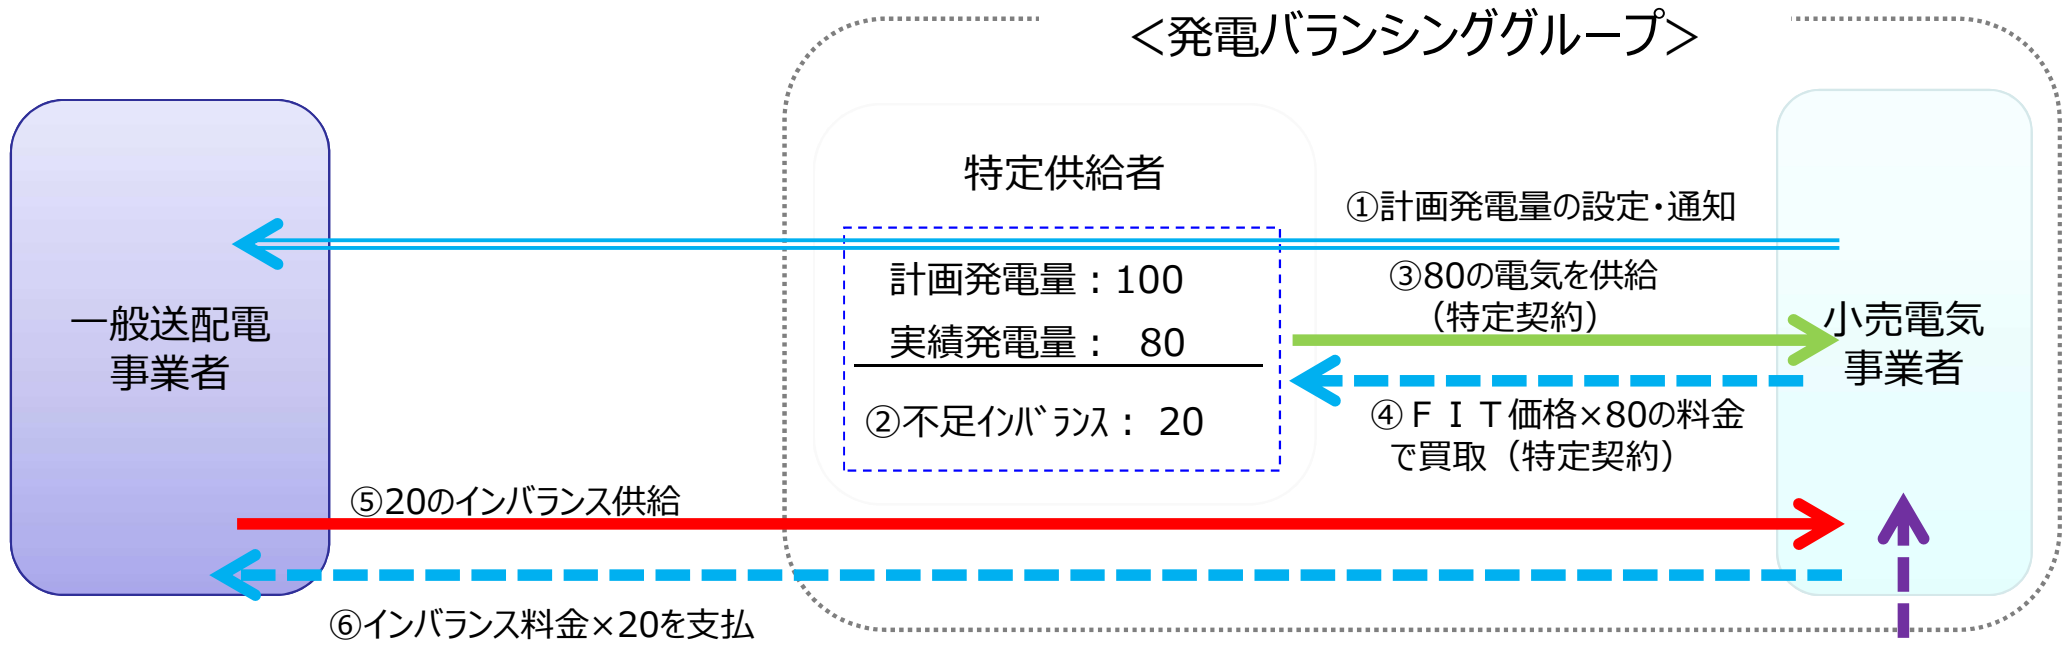 ＜発電バランシンググループ＞
特定供給者
①計画発電量の設定・通知
計画発電量：100
実績発電量： 80
②不足ｲﾝﾊﾞﾗﾝｽ： 20
③80の電気を供給
（特定契約）
④ＦＩＴ価格×80の料金
で買取（特定契約）
一般送配電
事業者
小売電気
事業者
⑤20のインバランス供給
⑥インバランス料金×20を支払